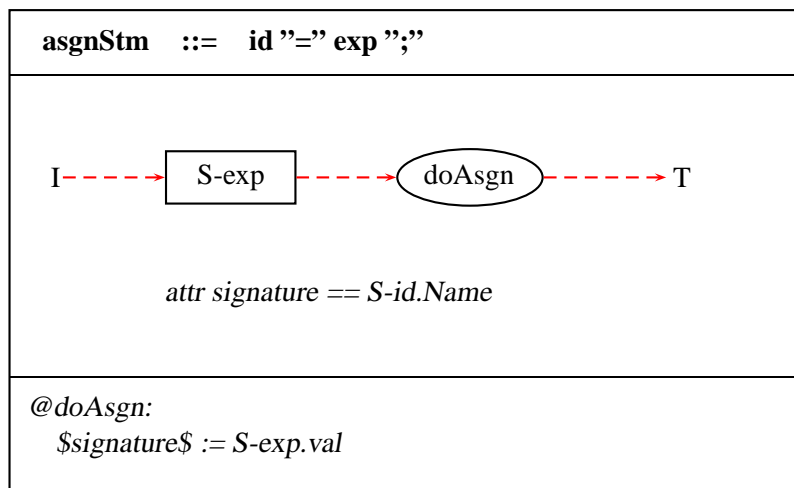 asgnStm ::= id ”=” exp ”;”
I S-exp doAsgn T
attr signature == S-id.Name
@doAsgn:
$signature$ := S-exp.val